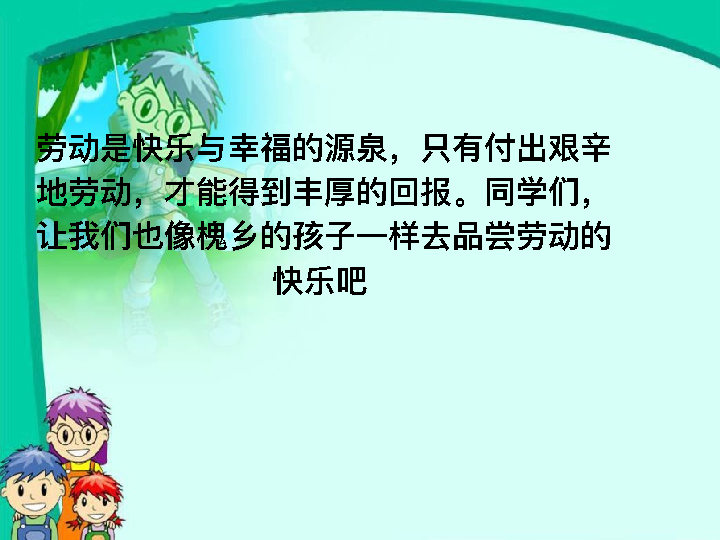 劳动是快乐与幸福的源泉，只有付出艰辛
地劳动，才能得到丰厚的回报。同学们，
让我们也像槐乡的孩子一样去品尝劳动的
快乐吧